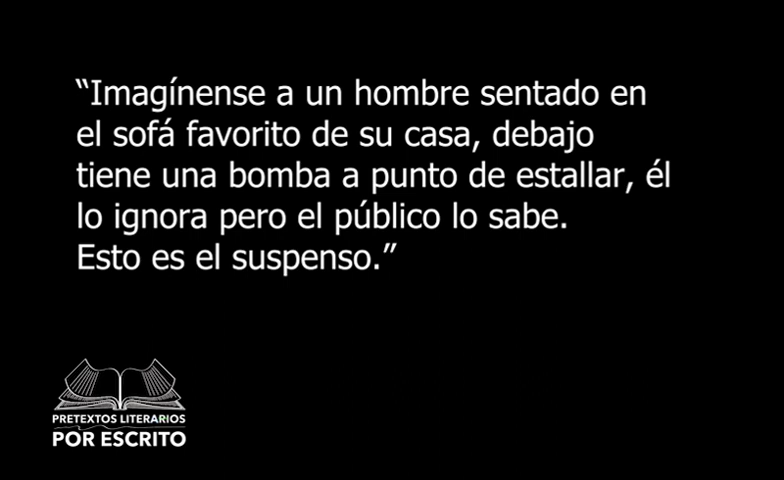 “Imagínense a un hombre sentado en
el sofá favorito de su casa, debajo
tiene una bomba a punto de estallar, él
lo ignora pero el público lo sabe.
Esto es el suspenso.”
PRETEXTOS LITERARIOS
POR ESCRITO